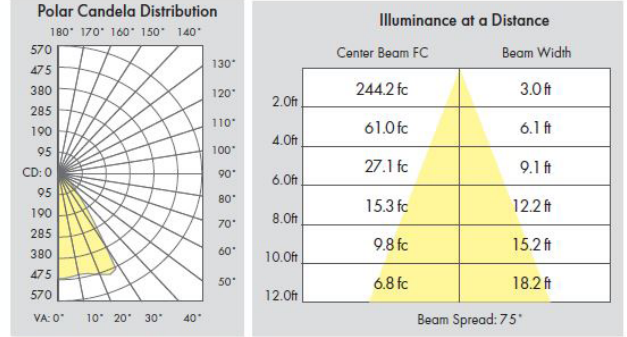 Polar Candela Distribution
180° 170° 160° 150° 140°
570
475
380
285
190
95
CD: 0
95
190
285
380
475
570
130°
120°
110°
100°
90°
80°
70°
60°
50°
VA: 0° 10° 20° 30° 40°
Illuminance at a Distance
Center Beam FC Beam Width
2.0ft 244.2 fc 3.0 ft
4.0ft 61.0 fc 6.1 ft
6.0ft 27.1 fc 9.1 ft
8.0ft 15.3 fc 12.2 ft
10.0ft 9.8 fc 15.2 ft
12.0ft 6.8 fc 18.2 ft
Beam Spread: 75°